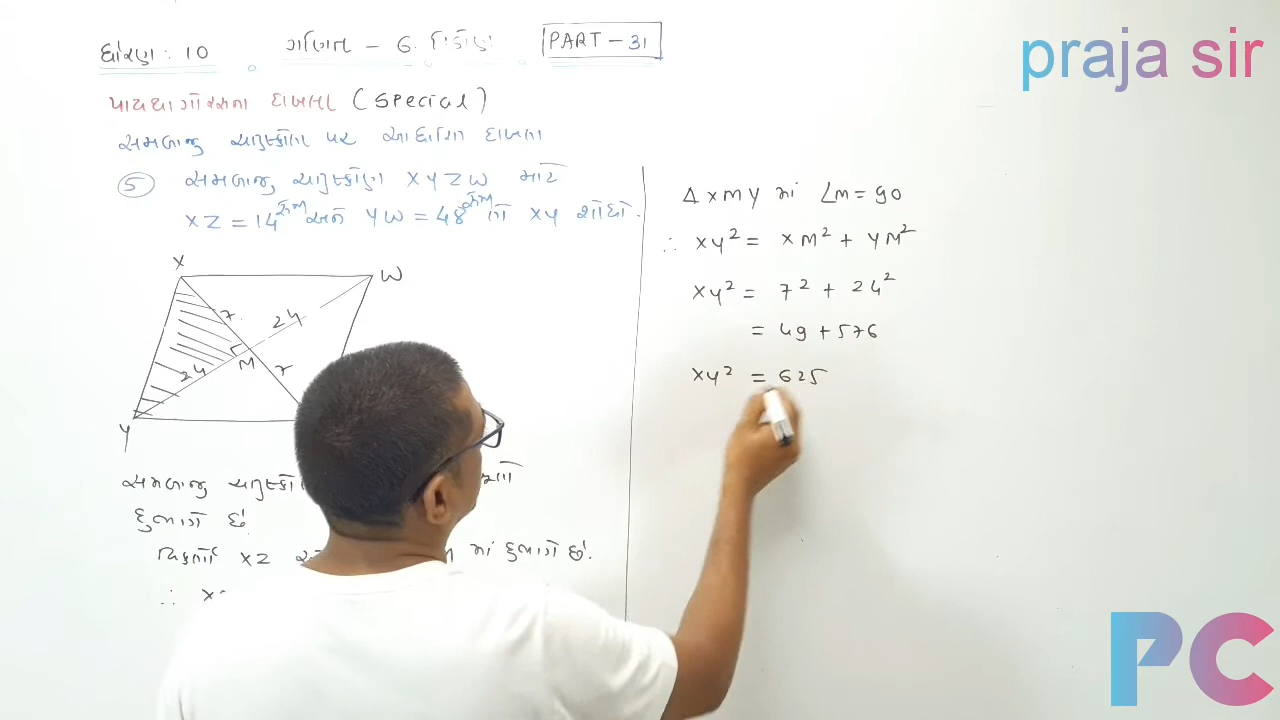 ધોરણ : 10 ગણિત - 6. ત્રિકોણ PART - 31
praja sir
પાયથાગોરસના દાખલા (Special)
સમબાજુ ચતુષ્કોણ પર આધારિત દાખલા
5 સમબાજુ ચતુષ્કોણ XYZW માટે
XZ = 14 સેમી અને YW = 48 સેમી તો XY શોધો.
X
W
7
24
M
24
7
Y
સમબાજુ
દુભાગે છે
વિકર્ણો XZ માં દુભાગે છે.
∴
Δ XMY માં ∠M = 90
∴ XY² = XM² + YM²
XY² = 7² + 24²
= 49 + 576
XY² = 625
PC